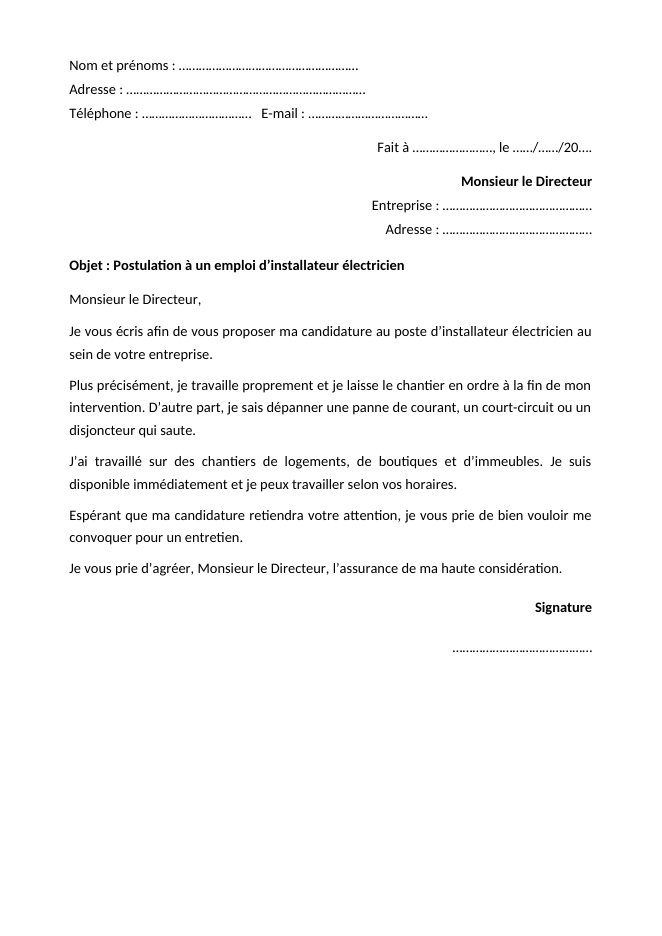 Nom et prénoms : ………………………………………………
Adresse : ………………………………………………………………
Téléphone : …………………………… E-mail : ………………………………
Fait à ……………………, le ……/……/20….
Monsieur le Directeur
Entreprise : ………………………………………
Adresse : ………………………………………
Objet : Postulation à un emploi d’installateur électricien
Monsieur le Directeur,
Je vous écris afin de vous proposer ma candidature au poste d’installateur électricien au
sein de votre entreprise.
Plus précisément, je travaille proprement et je laisse le chantier en ordre à la fin de mon
intervention. D’autre part, je sais dépanner une panne de courant, un court-circuit ou un
disjoncteur qui saute.
J’ai travaillé sur des chantiers de logements, de boutiques et d’immeubles. Je suis
disponible immédiatement et je peux travailler selon vos horaires.
Espérant que ma candidature retiendra votre attention, je vous prie de bien vouloir me
convoquer pour un entretien.
Je vous prie d’agréer, Monsieur le Directeur, l’assurance de ma haute considération.
Signature
……………………………………